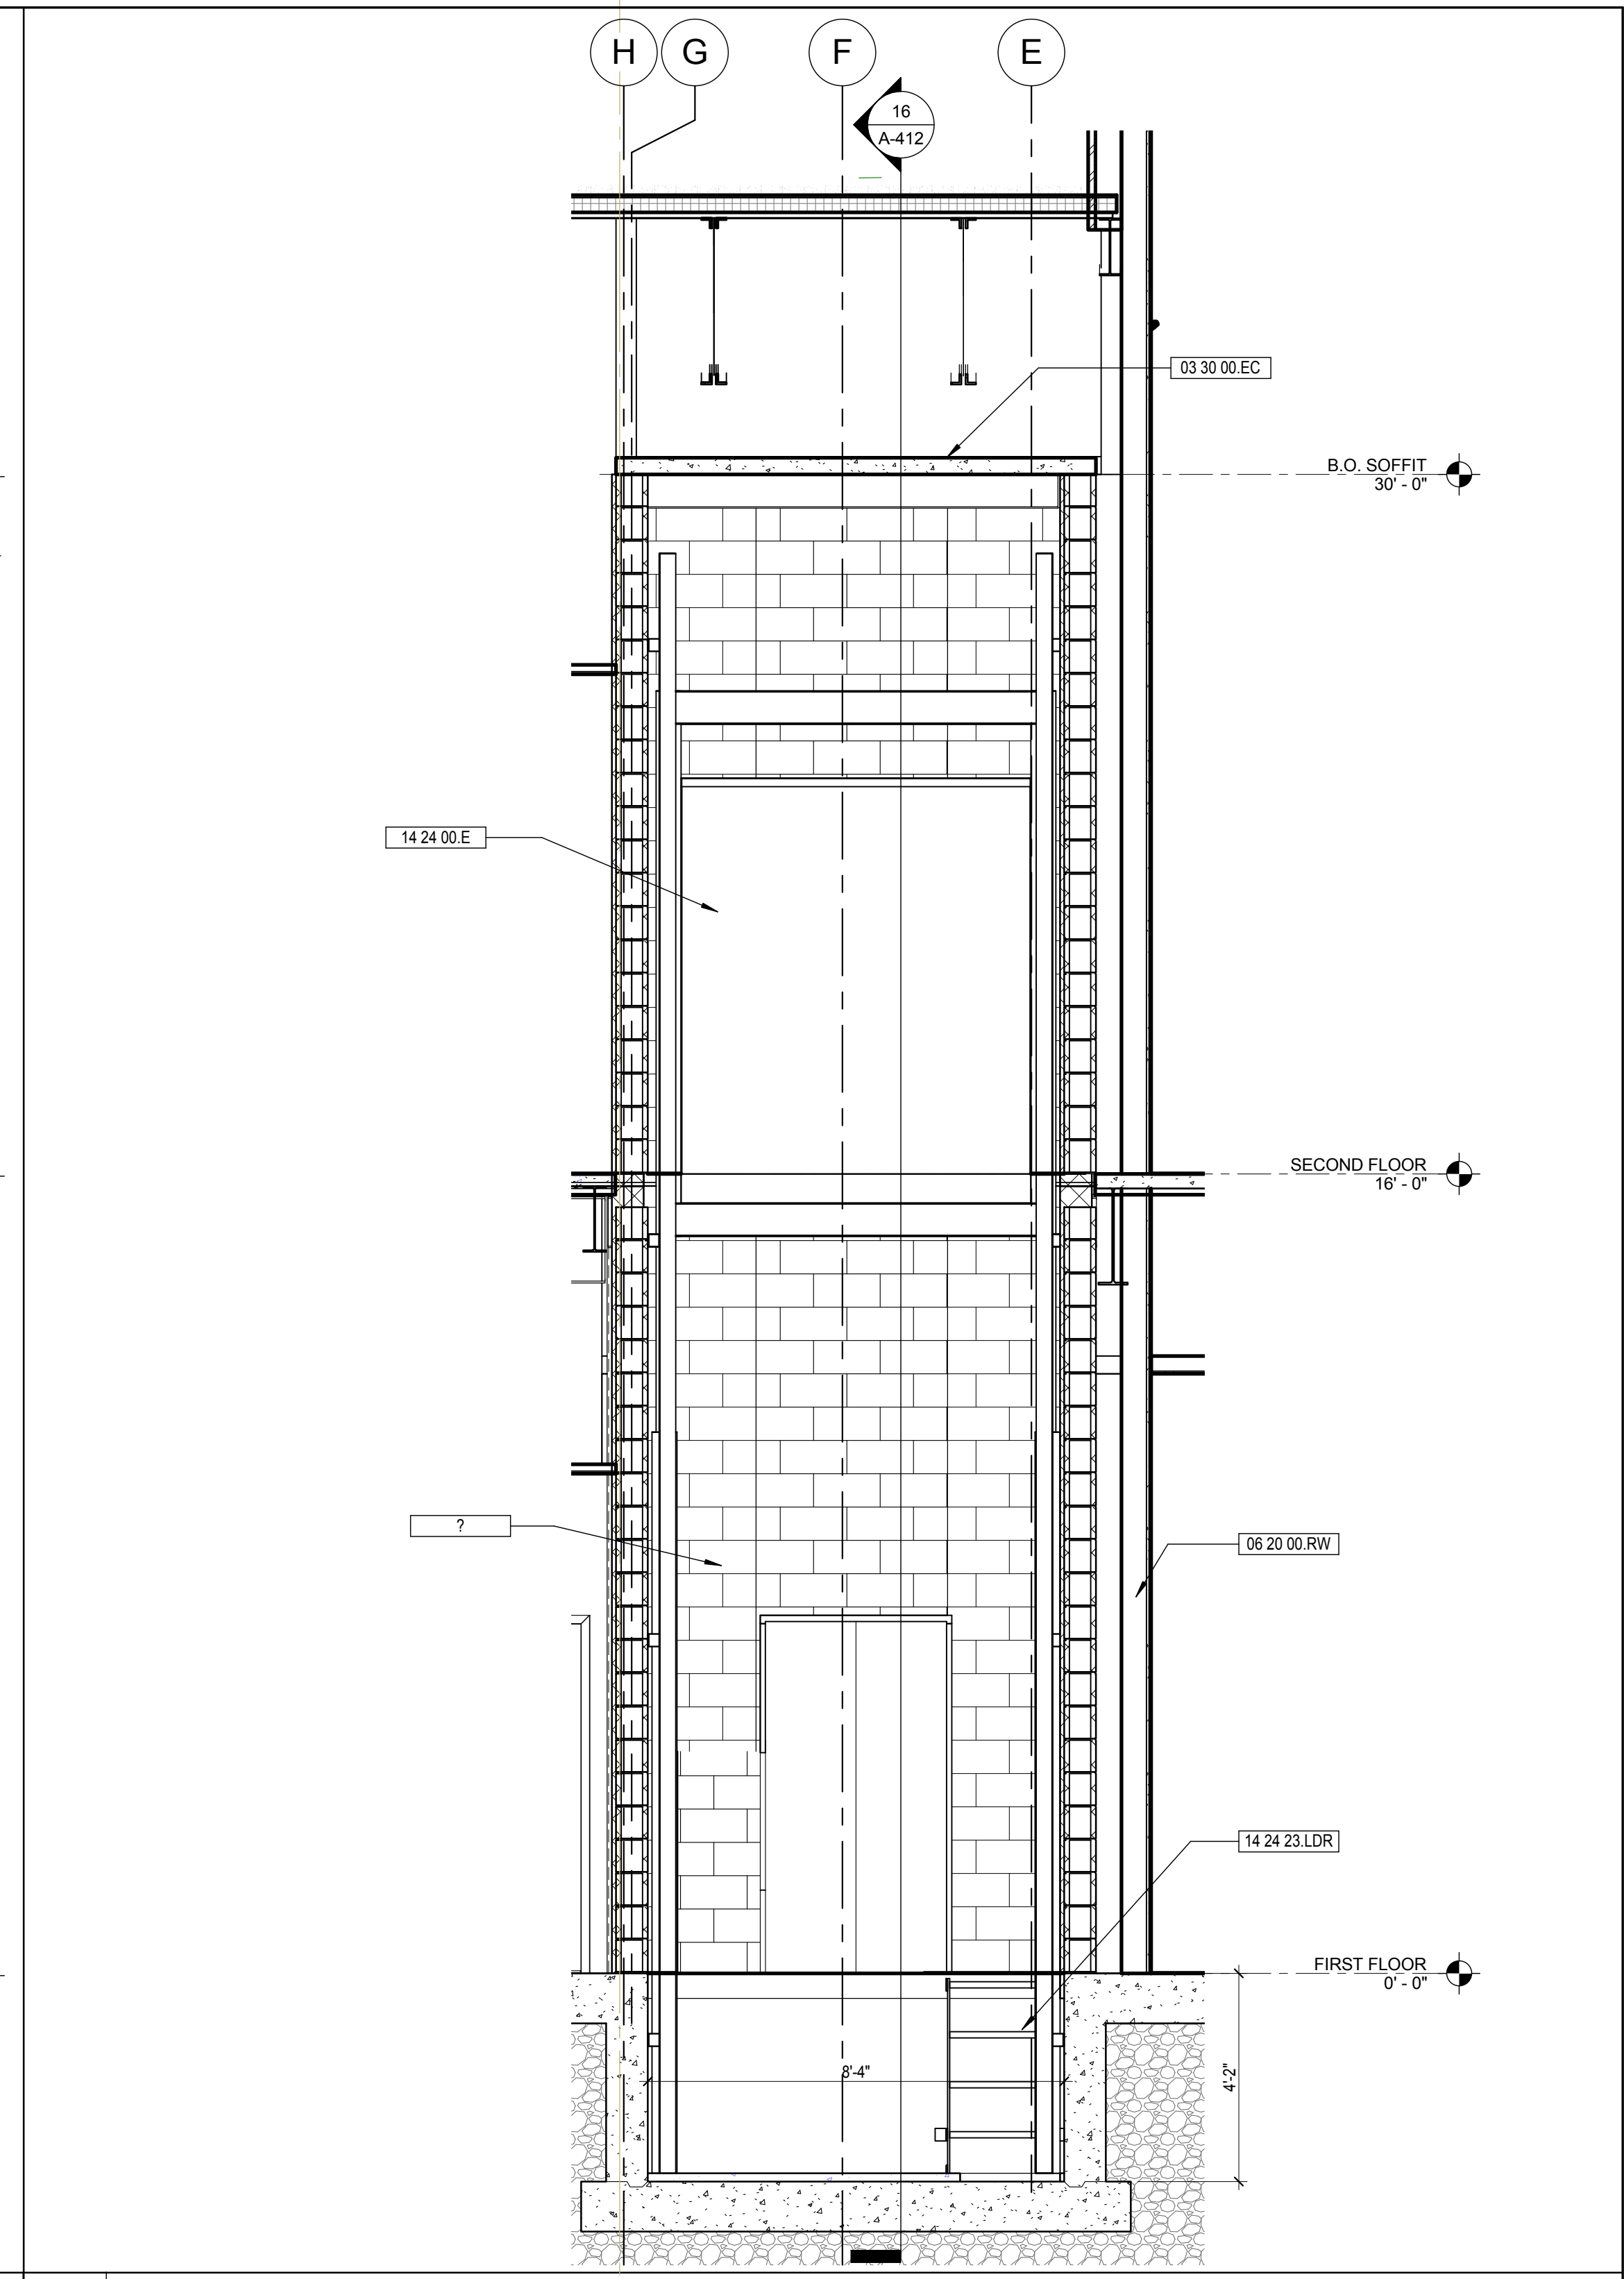 H
G
F
E
16
A-412
03 30 00.EC
B.O. SOFFIT
30' - 0"
14 24 00.E
SECOND FLOOR
16' - 0"
?
06 20 00.RW
14 24 23.LDR
FIRST FLOOR
0' - 0"
8'-4"
4'-2"